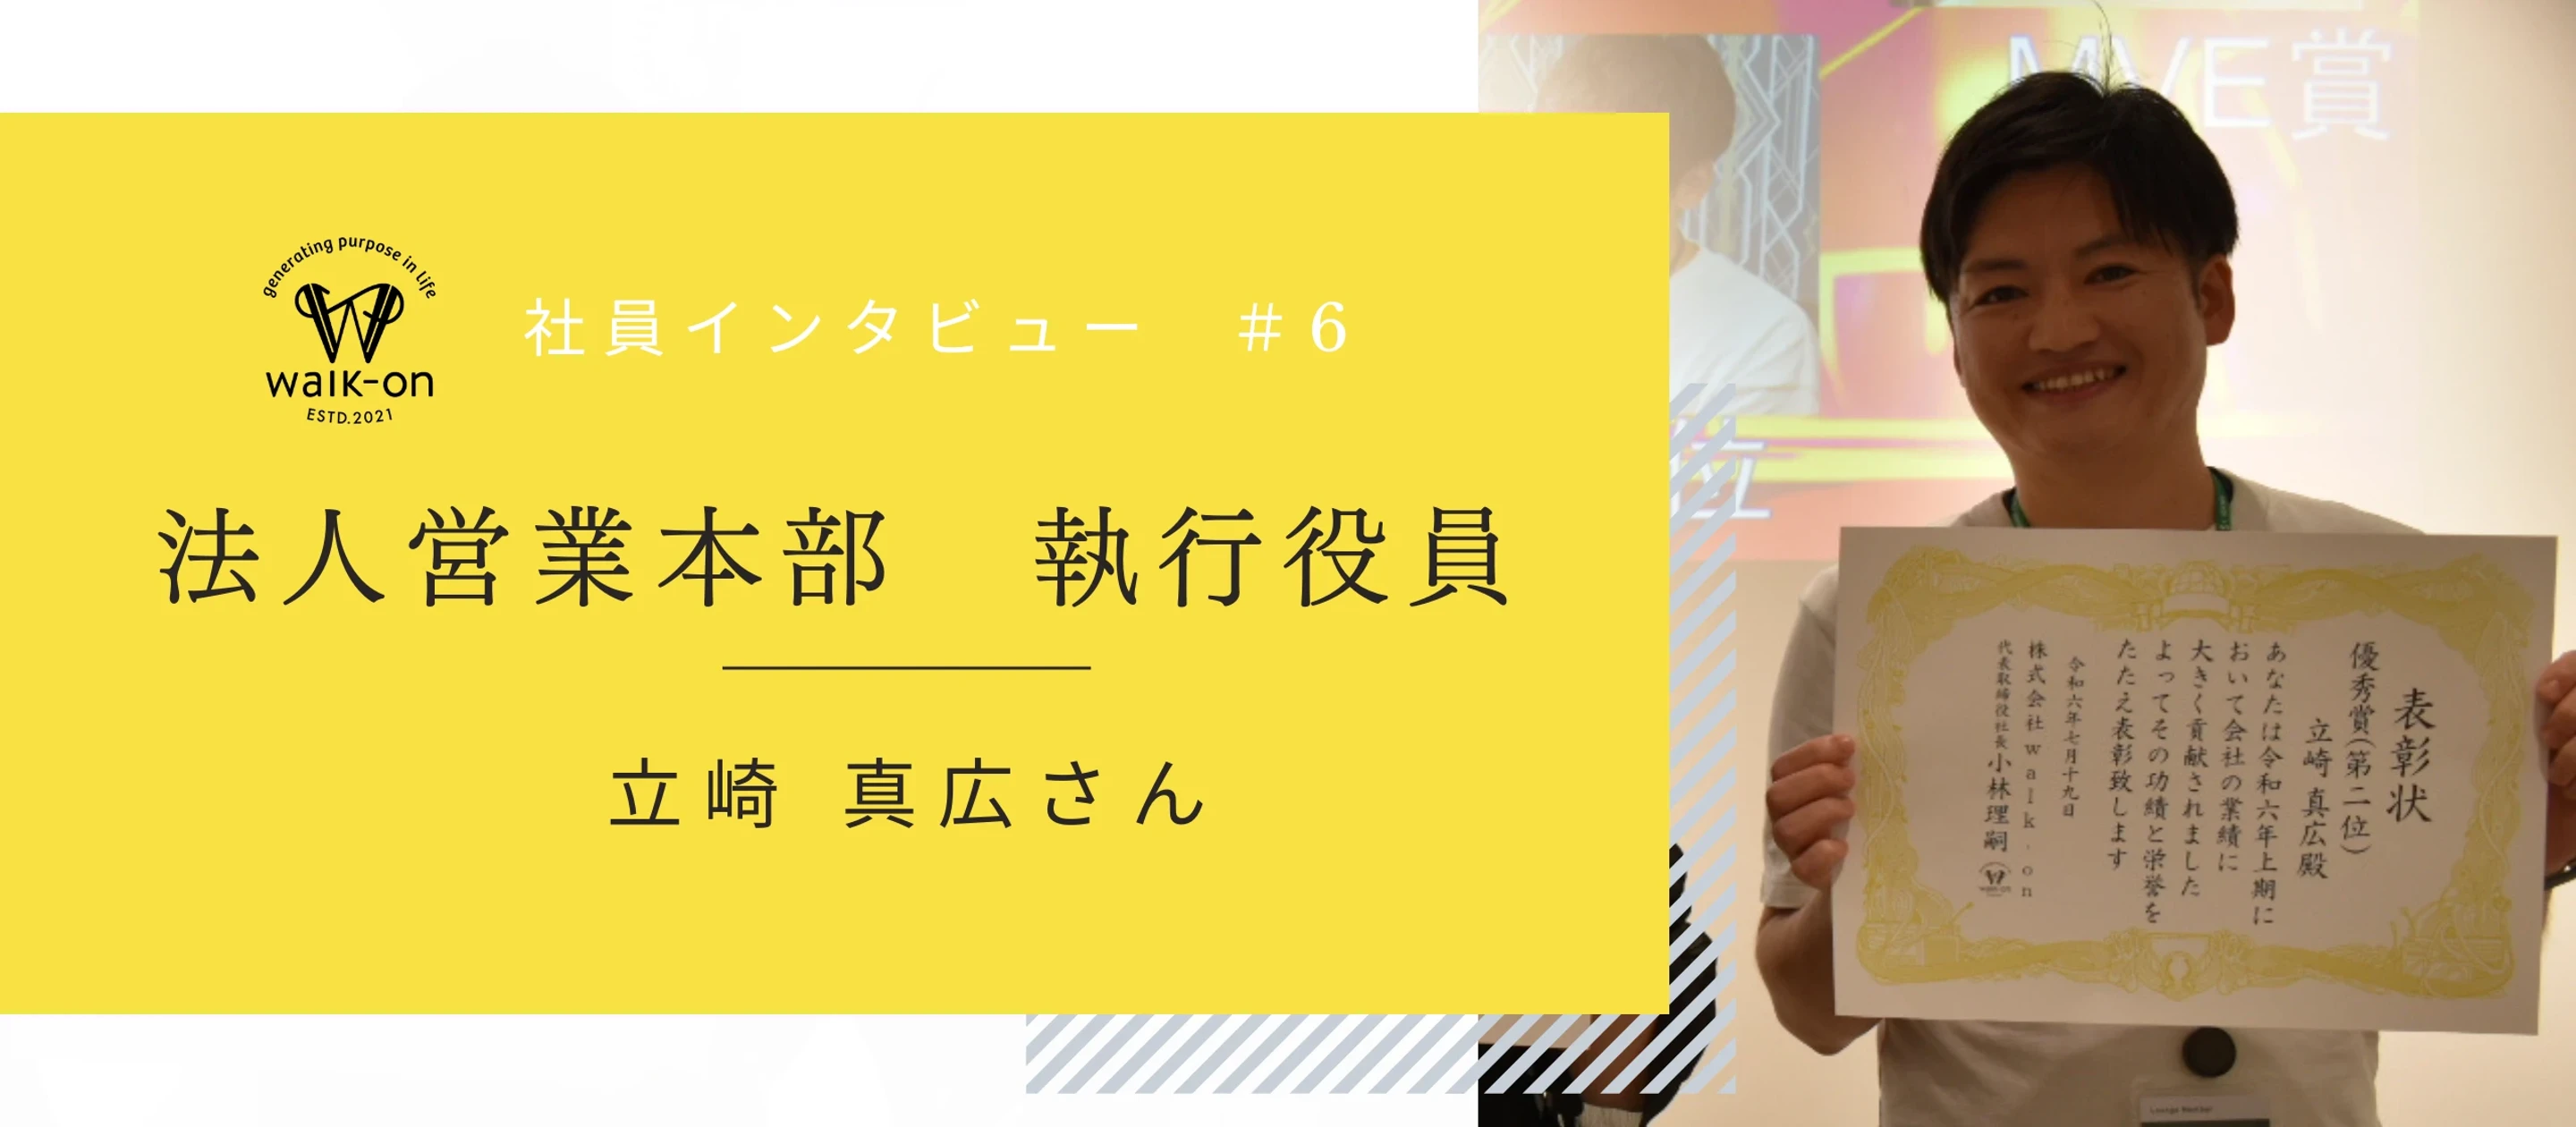 generating purpose in life
walk-on
ESTD.2021
社員インタビュー #6
法人営業本部 執行役員
立崎 真広さん
MVE賞
位
表彰状
優秀賞(第二位)
立崎 真広殿
あなたは令和六年上期に
おいて会社の業績に
大きく貢献されました
よってその功績と栄誉を
たたえ表彰致します
令和六年七月十九日
株式会社walk-on
代表取締役社長 小林理嗣
walk-on